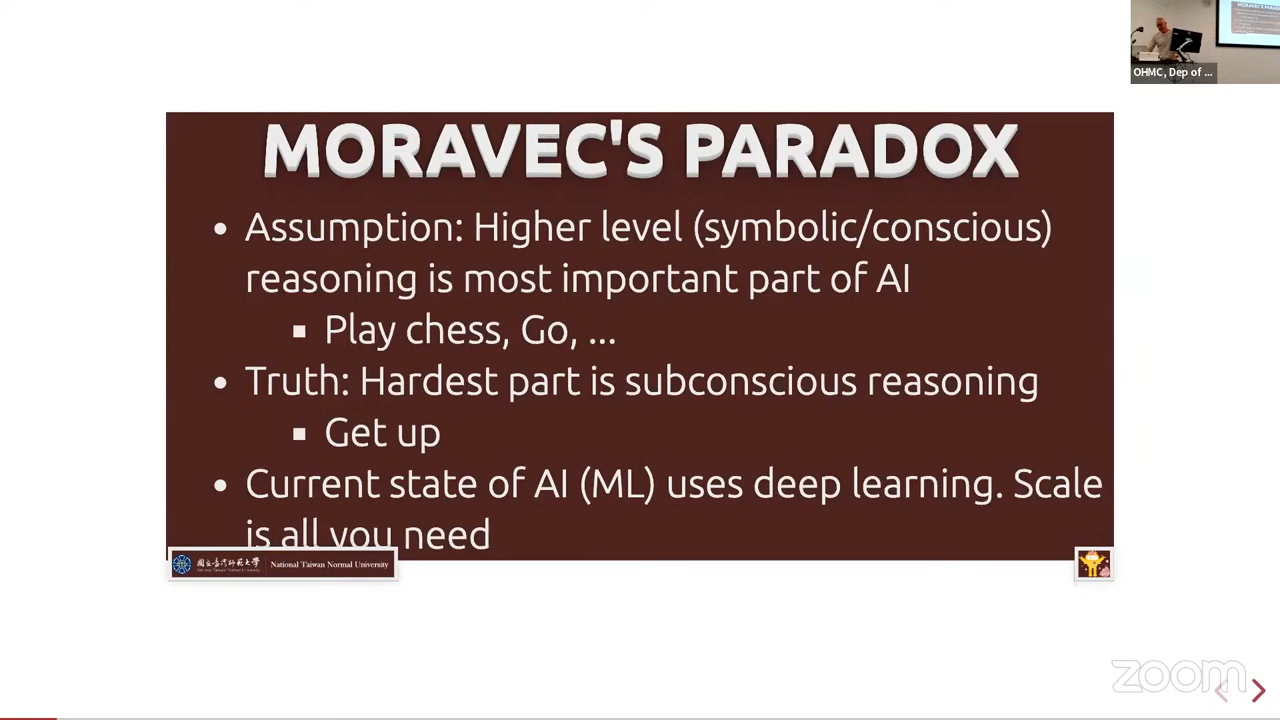 OHMC, Dep of ...
MORAVEC'S PARADOX
MORAVEC'S PARADOX
• Assumption: Higher level (symbolic/conscious)
reasoning is most important part of AI
▪ Play chess, Go, ...
• Truth: Hardest part is subconscious reasoning
▪ Get up
• Current state of AI (ML) uses deep learning. Scale
is all you need
國立臺灣師範大學 National Taiwan Normal University
zoom